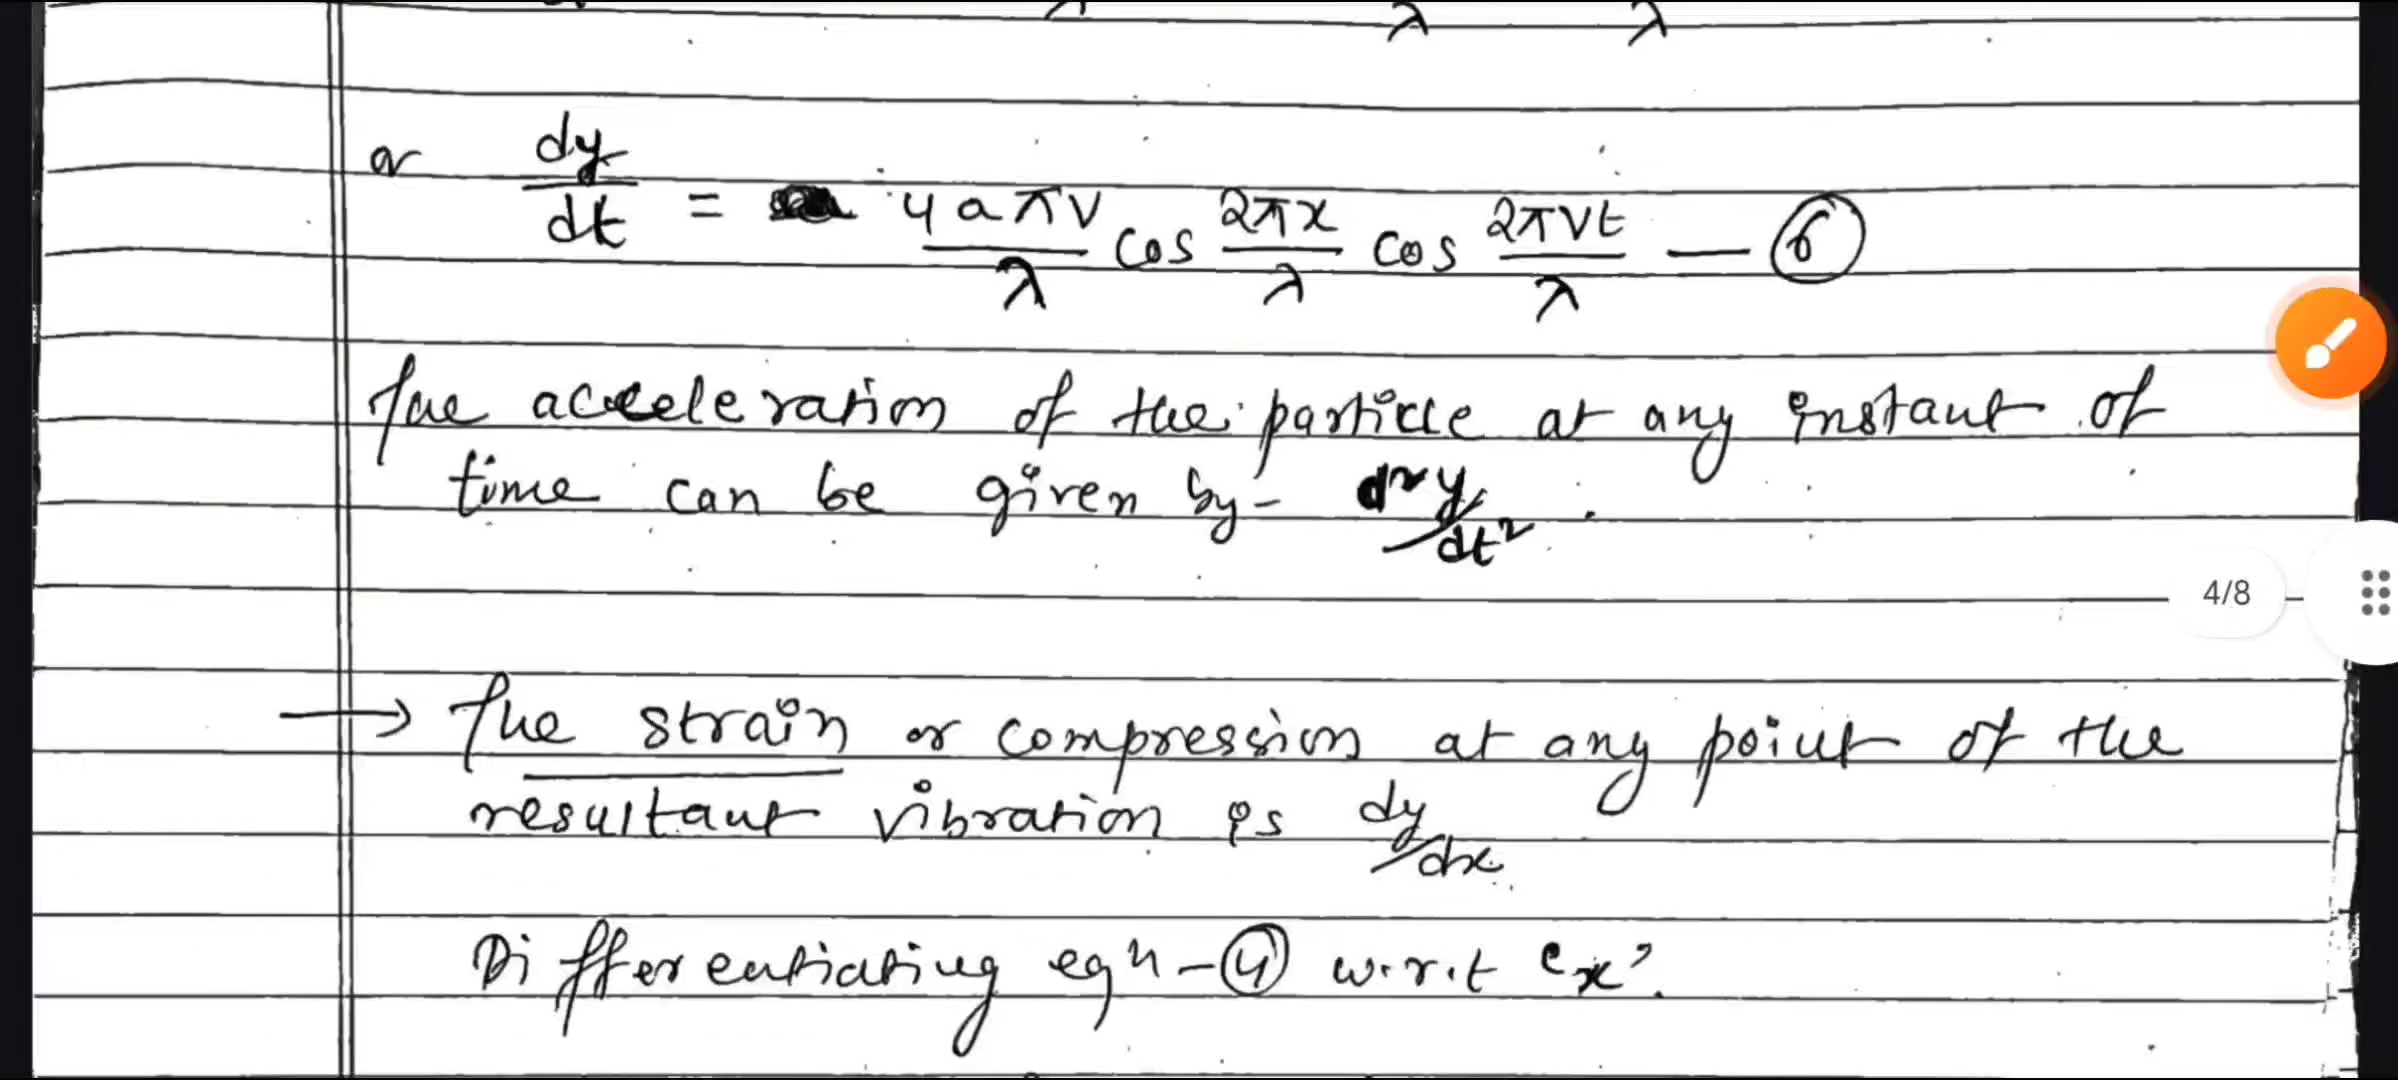 λ λ λ
or dy/dt = 4aπv/λ cos 2πx/λ cos 2πvt/λ — ⑥
The acceleration of the particle at any instant of
time can be given by - d²y/dt² .
4/8
→ The strain or compression at any point of the
resultant vibration is dy/dx.
Differentiating eqn - ④ w.r.t 'x'.